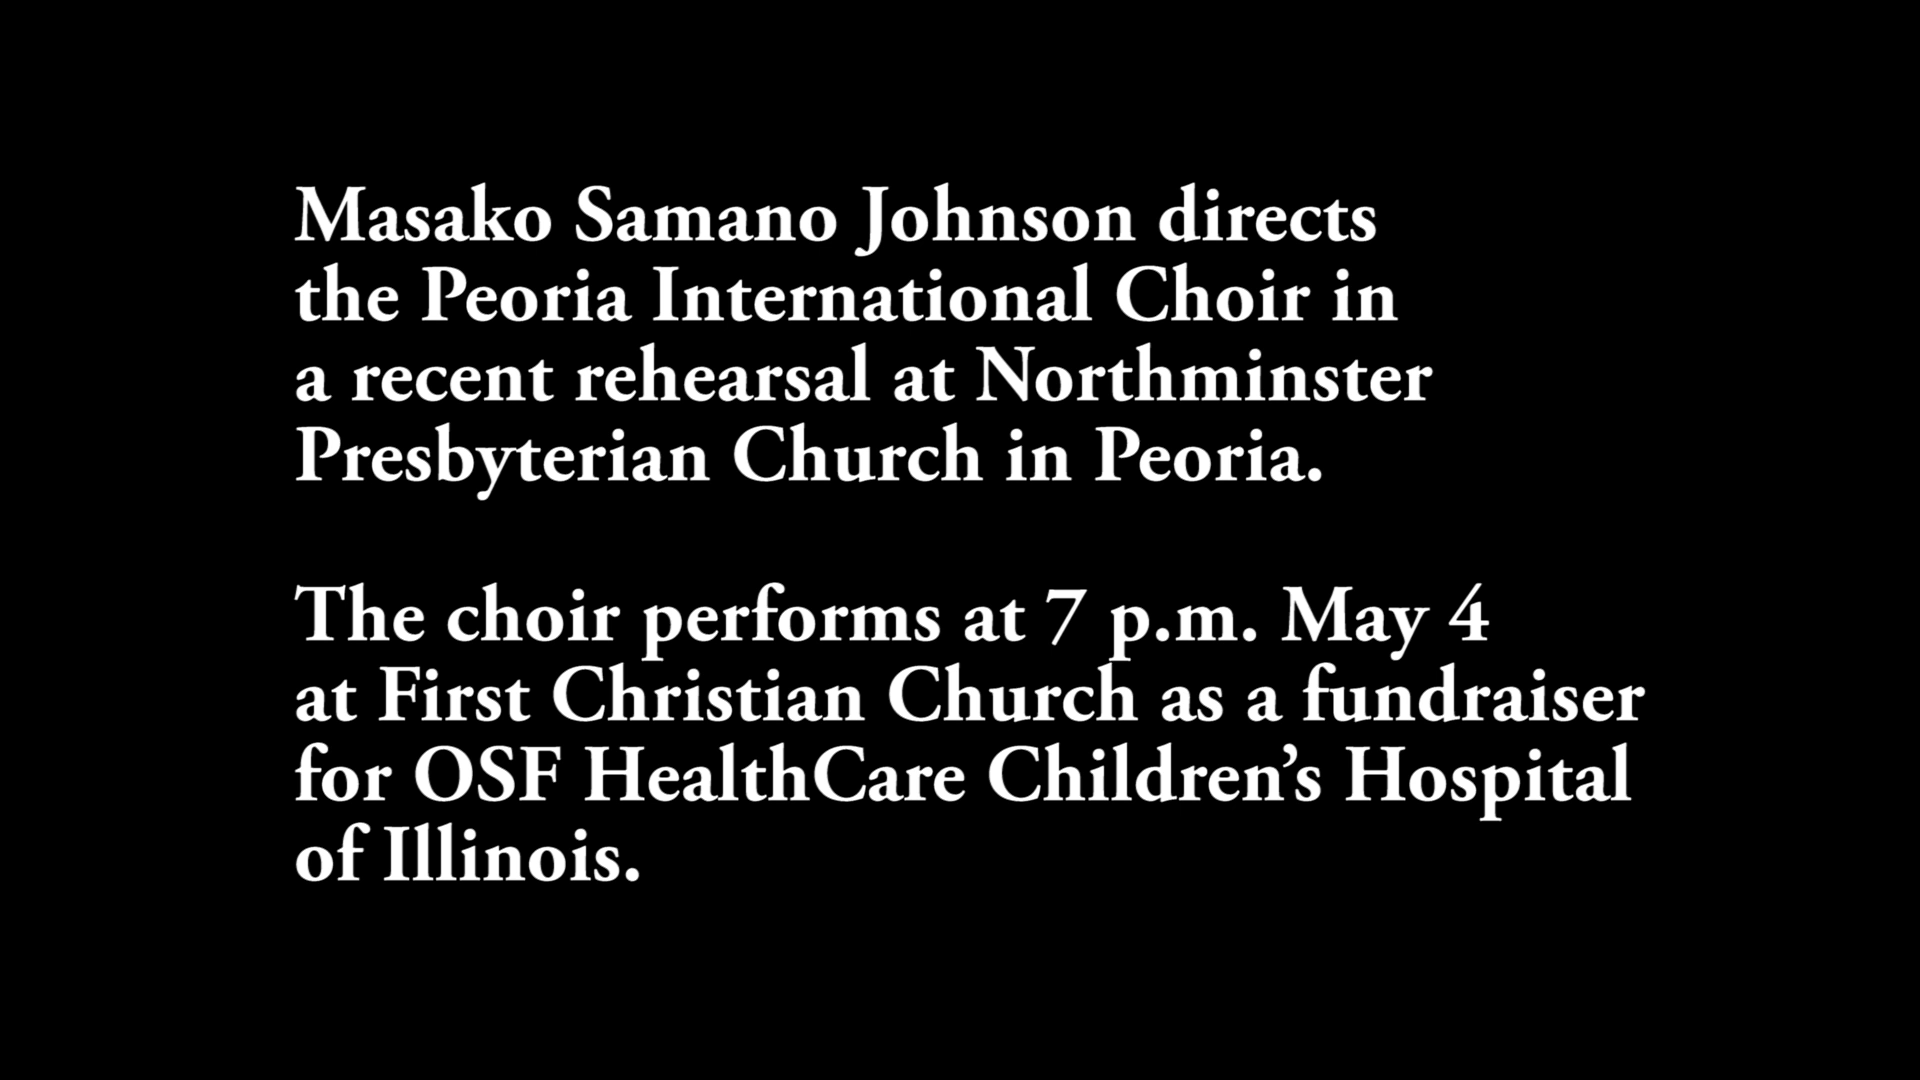 Masako Samano Johnson directs
the Peoria International Choir in
a recent rehearsal at Northminster
Presbyterian Church in Peoria.
The choir performs at 7 p.m. May 4
at First Christian Church as a fundraiser
for OSF HealthCare Children’s Hospital
of Illinois.